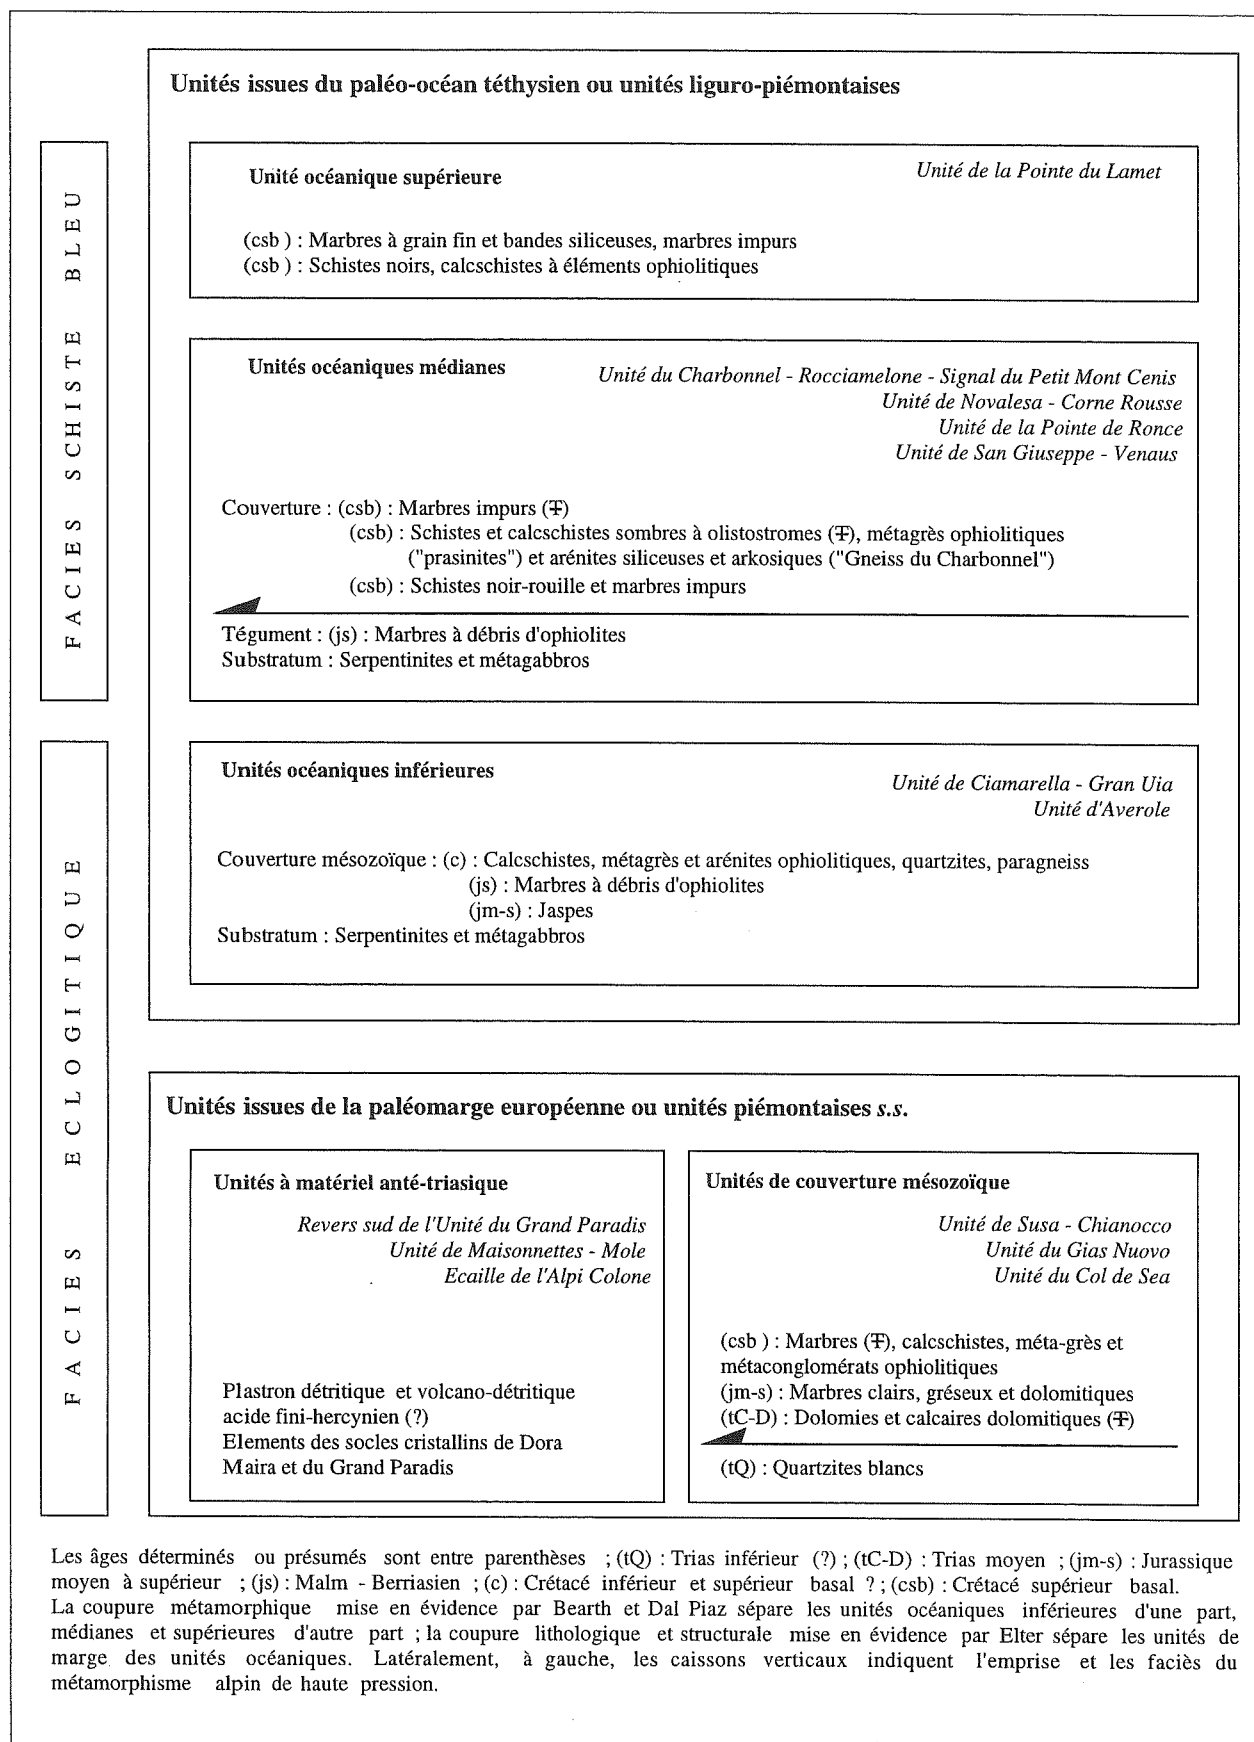 Unités issues du paléo-océan téthysien ou unités liguro-piémontaises
FACIES SCHISTE BLEU
Unité océanique supérieure
Unité de la Pointe du Lamet
(csb ) : Marbres à grain fin et bandes siliceuses, marbres impurs
(csb ) : Schistes noirs, calcschistes à éléments ophiolitiques
Unités océaniques médianes
Unité du Charbonnel - Rocciamelone - Signal du Petit Mont Cenis
Unité de Novalesa - Corne Rousse
Unité de la Pointe de Ronce
Unité de San Giuseppe - Venaus
Couverture : (csb) : Marbres impurs (Ŧ)
(csb) : Schistes et calcschistes sombres à olistostromes (Ŧ), métagrès ophiolitiques
("prasinites") et arénites siliceuses et arkosiques ("Gneiss du Charbonnel")
(csb) : Schistes noir-rouille et marbres impurs
Tégument : (js) : Marbres à débris d'ophiolites
Substratum : Serpentinites et métagabbros
FACIES ECLOGITIQUE
Unités océaniques inférieures
Unité de Ciamarella - Gran Uia
Unité d'Averole
Couverture mésozoïque : (c) : Calcschistes, métagrès et arénites ophiolitiques, quartzites, paragneiss
(js) : Marbres à débris d'ophiolites
(jm-s) : Jaspes
Substratum : Serpentinites et métagabbros
Unités issues de la paléomarge européenne ou unités piémontaises s.s.
Unités à matériel anté-triasique
Revers sud de l'Unité du Grand Paradis
Unité de Maisonnettes - Mole
Ecaille de l'Alpi Colone
Plastron détritique et volcano-détritique
acide fini-hercynien (?)
Elements des socles cristallins de Dora
Maira et du Grand Paradis
Unités de couverture mésozoïque
Unité de Susa - Chianocco
Unité du Gias Nuovo
Unité du Col de Sea
(csb ) : Marbres (Ŧ), calcschistes, méta-grès et
métaconglomérats ophiolitiques
(jm-s) : Marbres clairs, gréseux et dolomitiques
(tC-D) : Dolomies et calcaires dolomitiques (Ŧ)
(tQ) : Quartzites blancs
Les âges déterminés ou présumés sont entre parenthèses ; (tQ) : Trias inférieur (?) ; (tC-D) : Trias moyen ; (jm-s) : Jurassique
moyen à supérieur ; (js) : Malm - Berriasien ; (c) : Crétacé inférieur et supérieur basal ? ; (csb) : Crétacé supérieur basal.
La coupure métamorphique mise en évidence par Bearth et Dal Piaz sépare les unités océaniques inférieures d'une part,
médianes et supérieures d'autre part ; la coupure lithologique et structurale mise en évidence par Elter sépare les unités de
marge des unités océaniques. Latéralement, à gauche, les caissons verticaux indiquent l'emprise et les faciès du
métamorphisme alpin de haute pression.